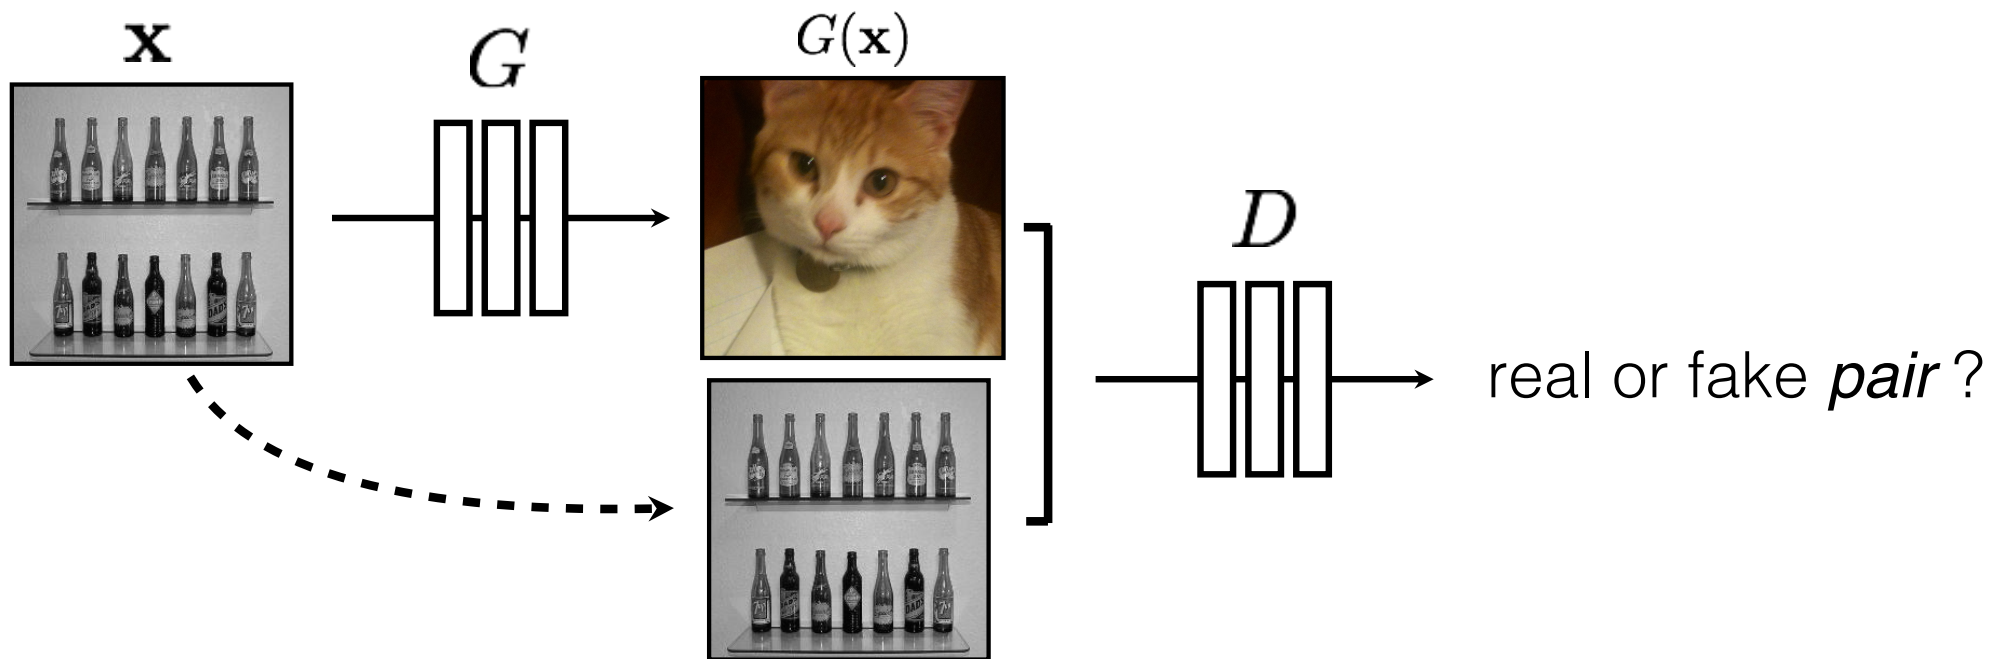 x
G
G(x)
D
real or fake pair ?